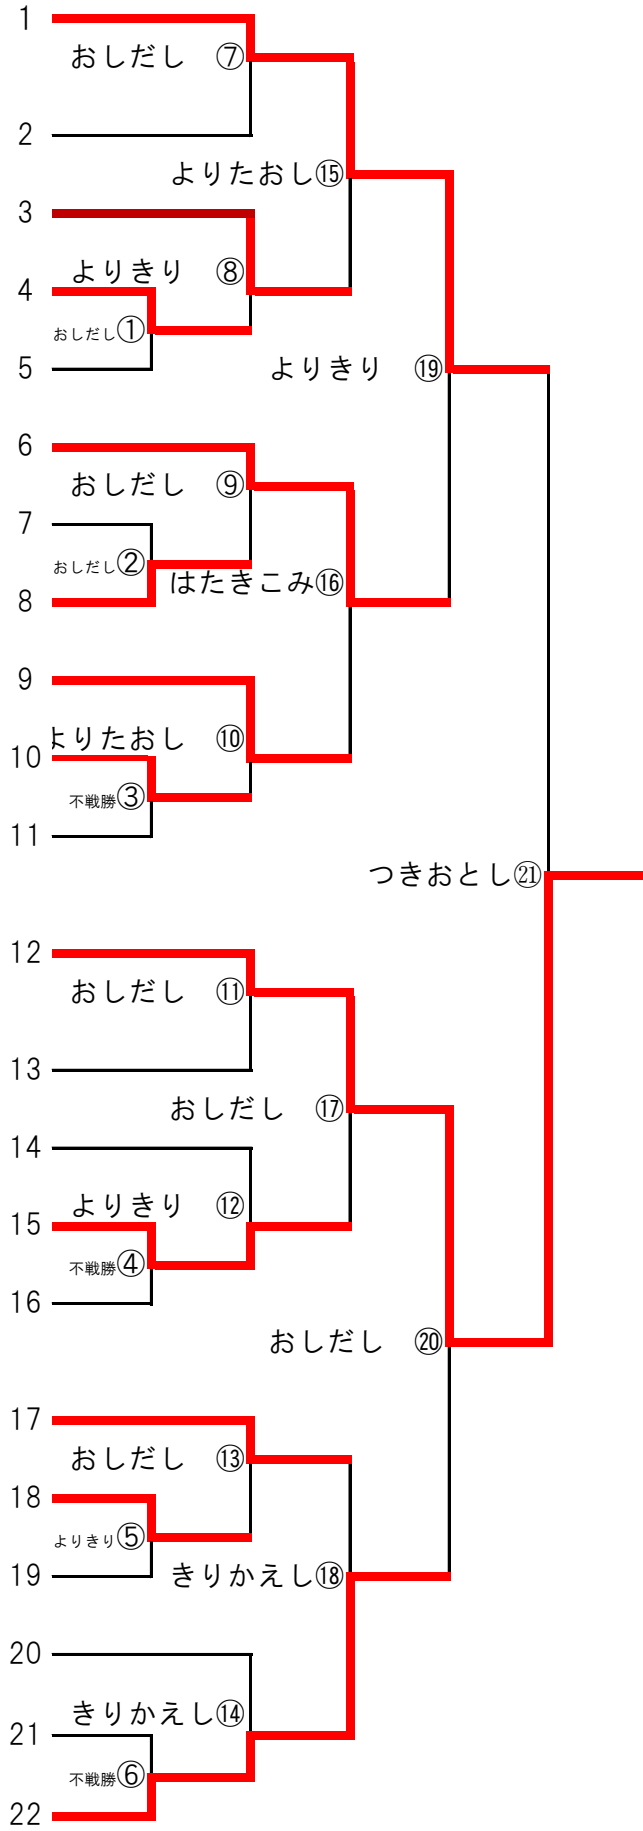 1
おしだし ⑦
2
よりたおし⑮
3
よりきり ⑧
4
おしだし①
5
よりきり ⑲
6
おしだし ⑨
7
おしだし②
はたきこみ⑯
8
9
よりたおし ⑩
10
不戦勝③
11
つきおとし㉑
12
おしだし ⑪
13
おしだし ⑰
14
よりきり ⑫
15
不戦勝④
16
おしだし ⑳
17
おしだし ⑬
18
よりきり⑤
19
きりかえし⑱
20
きりかえし⑭
21
不戦勝⑥
22